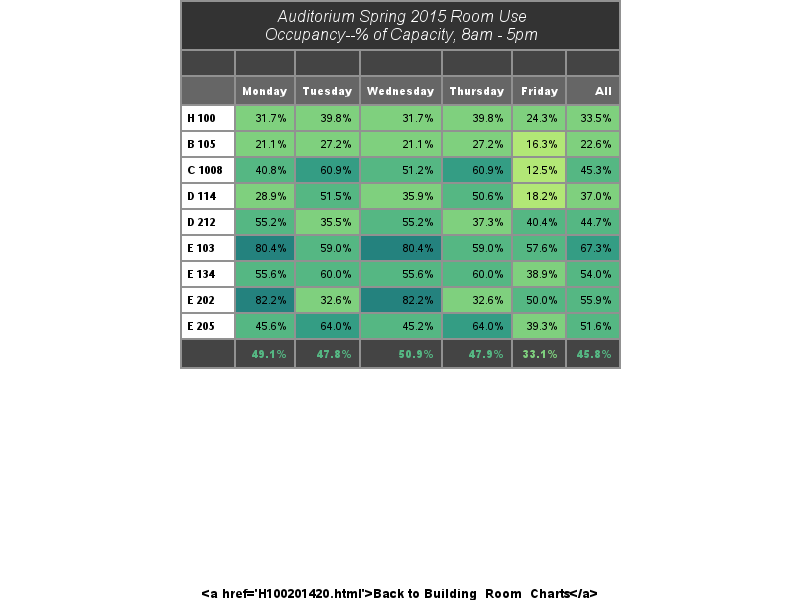 Auditorium Spring 2015 Room Use
Occupancy--% of Capacity, 8am - 5pm
Monday Tuesday Wednesday Thursday Friday All
H 100 31.7% 39.8% 31.7% 39.8% 24.3% 33.5%
B 105 21.1% 27.2% 21.1% 27.2% 16.3% 22.6%
C 1008 40.8% 60.9% 51.2% 60.9% 12.5% 45.3%
D 114 28.9% 51.5% 35.9% 50.6% 18.2% 37.0%
D 212 55.2% 35.5% 55.2% 37.3% 40.4% 44.7%
E 103 80.4% 59.0% 80.4% 59.0% 57.6% 67.3%
E 134 55.6% 60.0% 55.6% 60.0% 38.9% 54.0%
E 202 82.2% 32.6% 82.2% 32.6% 50.0% 55.9%
E 205 45.6% 64.0% 45.2% 64.0% 39.3% 51.6%
49.1% 47.8% 50.9% 47.9% 33.1% 45.8%
<a href='H100201420.html'>Back to Building_Room_Charts</a>